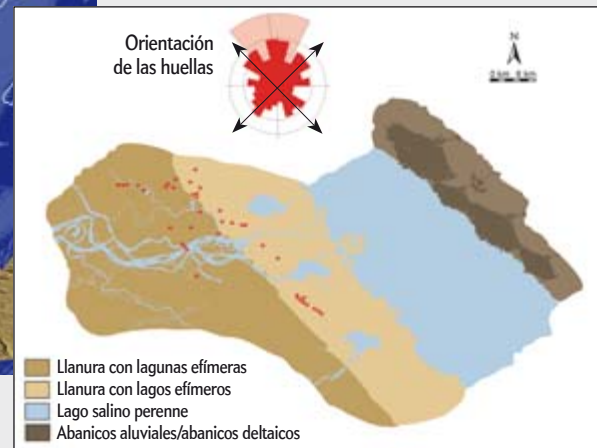 Orientación
de las huellas
N
Llanura con lagunas efímeras
Llanura con lagos efímeros
Lago salino perenne
Abanicos aluviales/abanicos deltaicos